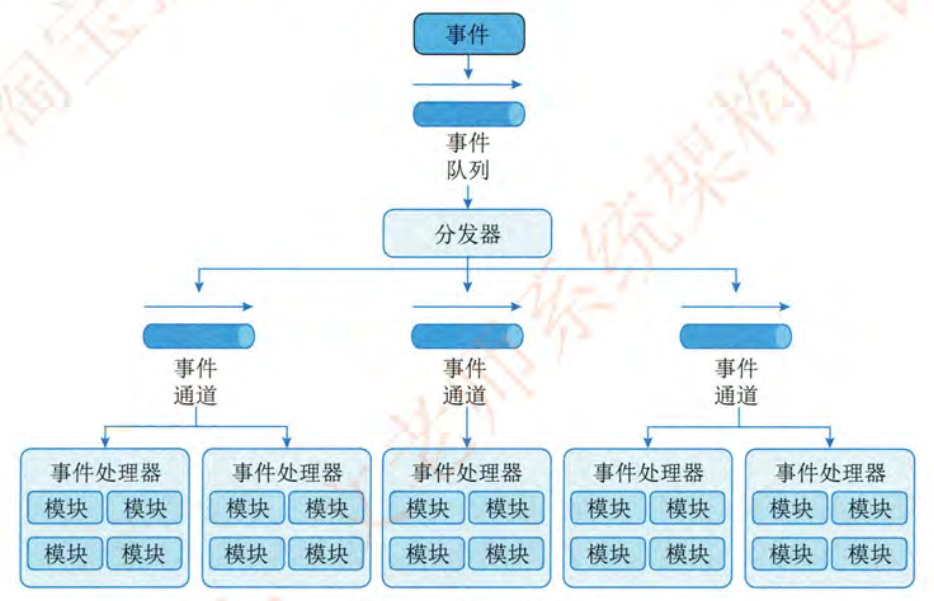 事件
事件
队列
分发器
事件
通道
事件
通道
事件
通道
事件处理器
模块 模块
模块 模块
事件处理器
模块 模块
模块 模块
事件处理器
模块 模块
模块 模块
事件处理器
模块 模块
模块 模块
事件处理器
模块 模块
模块 模块